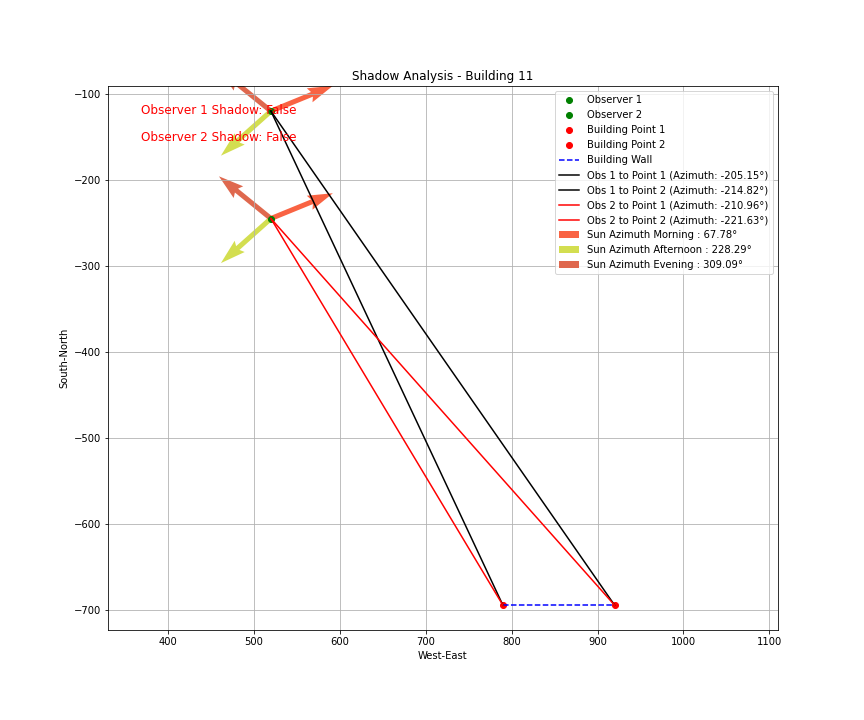 Shadow Analysis - Building 11
Observer 1 Shadow: False
Observer 2 Shadow: False
Observer 1
Observer 2
Building Point 1
Building Point 2
Building Wall
Obs 1 to Point 1 (Azimuth: -205.15°)
Obs 1 to Point 2 (Azimuth: -214.82°)
Obs 2 to Point 1 (Azimuth: -210.96°)
Obs 2 to Point 2 (Azimuth: -221.63°)
Sun Azimuth Morning : 67.78°
Sun Azimuth Afternoon : 228.29°
Sun Azimuth Evening : 309.09°
South-North
−100
−200
−300
−400
−500
−600
−700
400
500
600
700
800
900
1000
1100
West-East